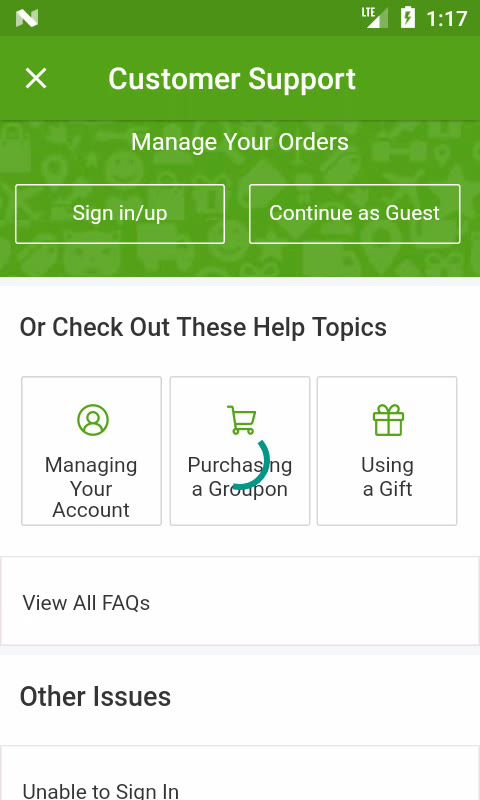 LTE 1:17
Customer Support
Manage Your Orders
Sign in/up Continue as Guest
Or Check Out These Help Topics
Managing
Your
Account
Purchasing
a Groupon
Using
a Gift
View All FAQs
Other Issues
Unable to Sign In